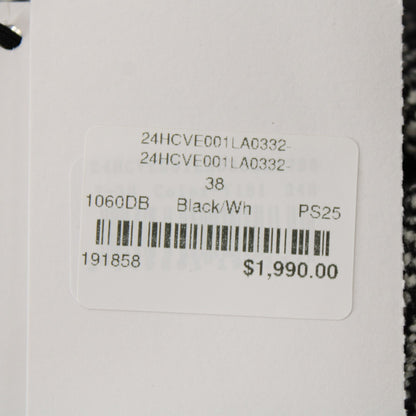 24HCVE001LA0332-
24HCVE001LA0332-
38
1060DB Black/Wh PS25
191858 $1,990.00